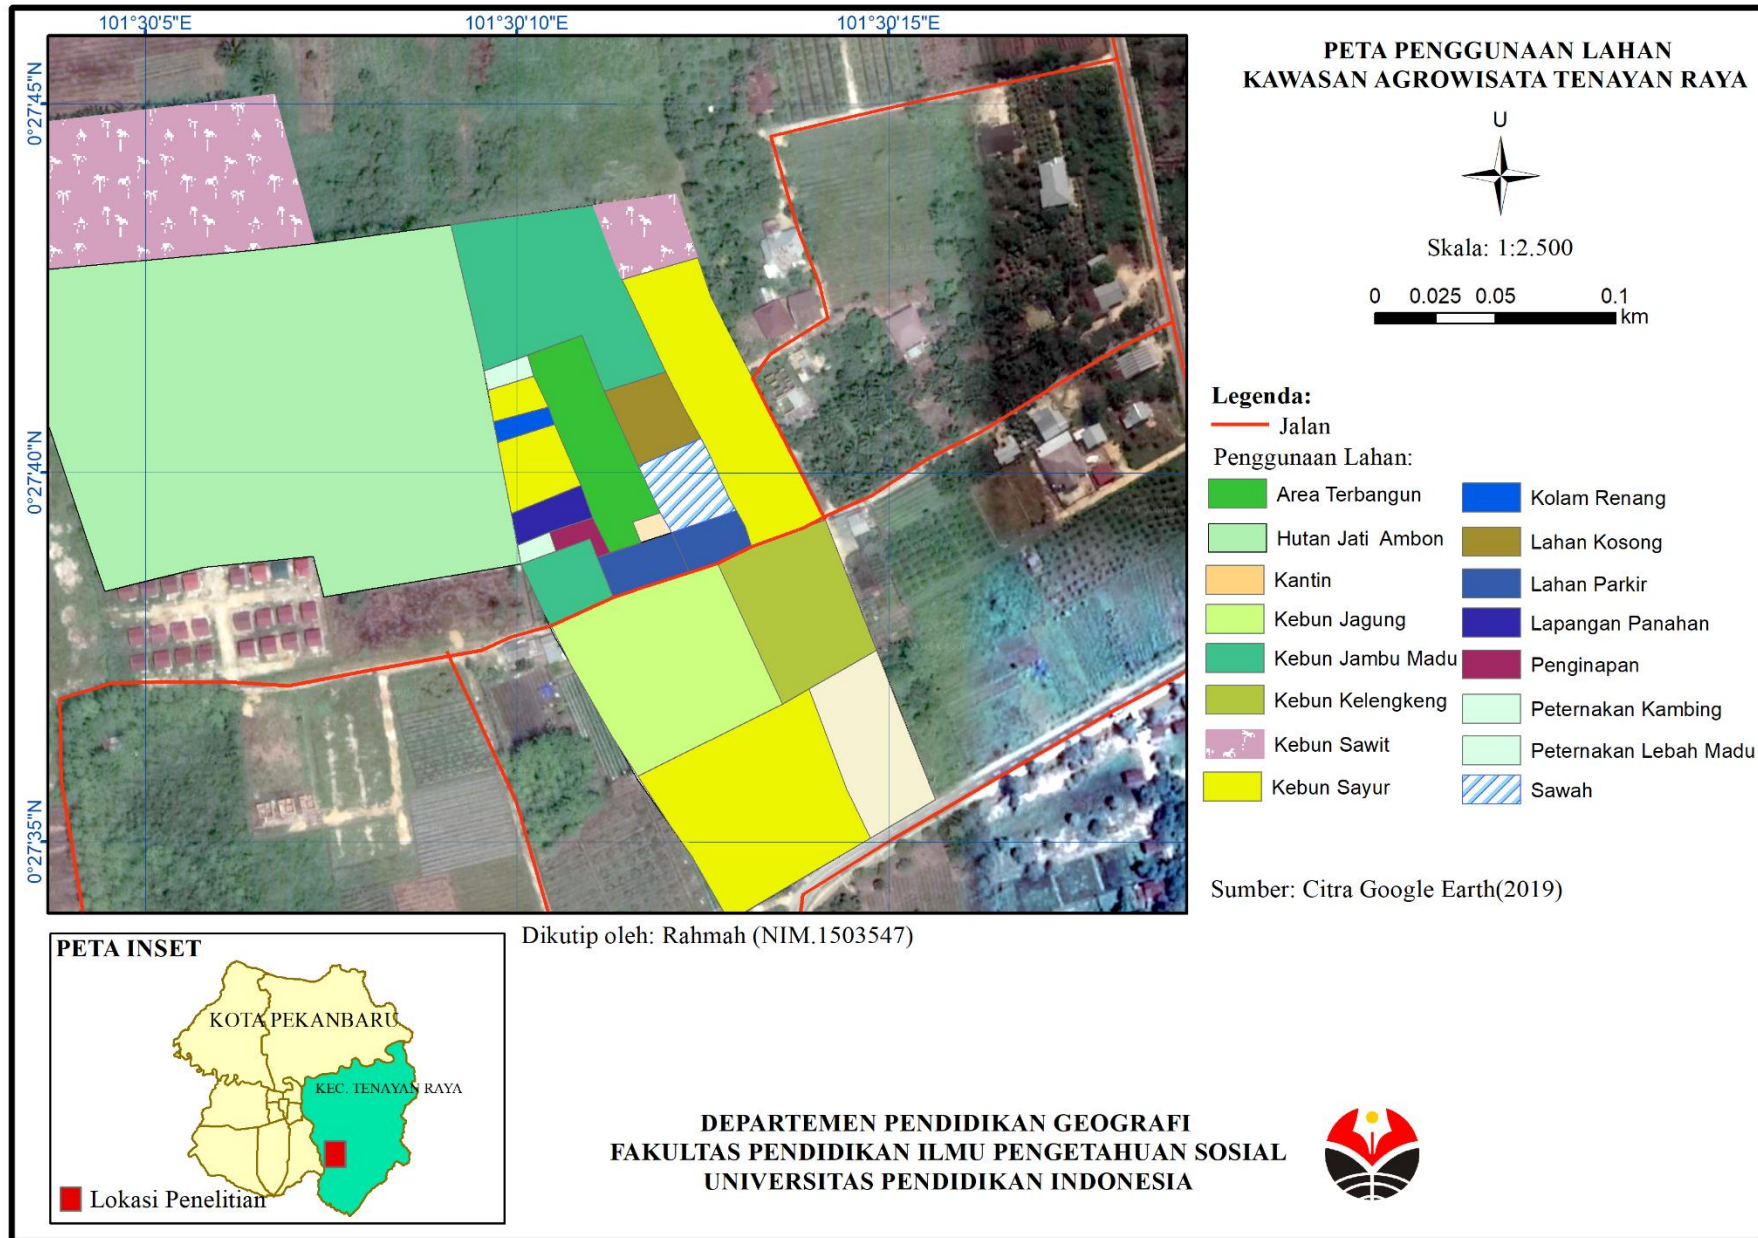 101°30'5"E
101°30'10"E
101°30'15"E
0°27'45"N
0°27'40"N
0°27'35"N
PETA PENGGUNAAN LAHAN
KAWASAN AGROWISATA TENAYAN RAYA
U
Skala: 1:2.500
0 0.025 0.05 0.1
km
Legenda:
Jalan
Penggunaan Lahan:
Area Terbangun
Hutan Jati Ambon
Kantin
Kebun Jagung
Kebun Jambu Madu
Kebun Kelengkeng
Kebun Sawit
Kebun Sayur
Kolam Renang
Lahan Kosong
Lahan Parkir
Lapangan Panahan
Penginapan
Peternakan Kambing
Peternakan Lebah Madu
Sawah
Sumber: Citra Google Earth(2019)
Dikutip oleh: Rahmah (NIM.1503547)
PETA INSET
KOTA PEKANBARU
KEC. TENAYAN RAYA
Lokasi Penelitian
DEPARTEMEN PENDIDIKAN GEOGRAFI
FAKULTAS PENDIDIKAN ILMU PENGETAHUAN SOSIAL
UNIVERSITAS PENDIDIKAN INDONESIA